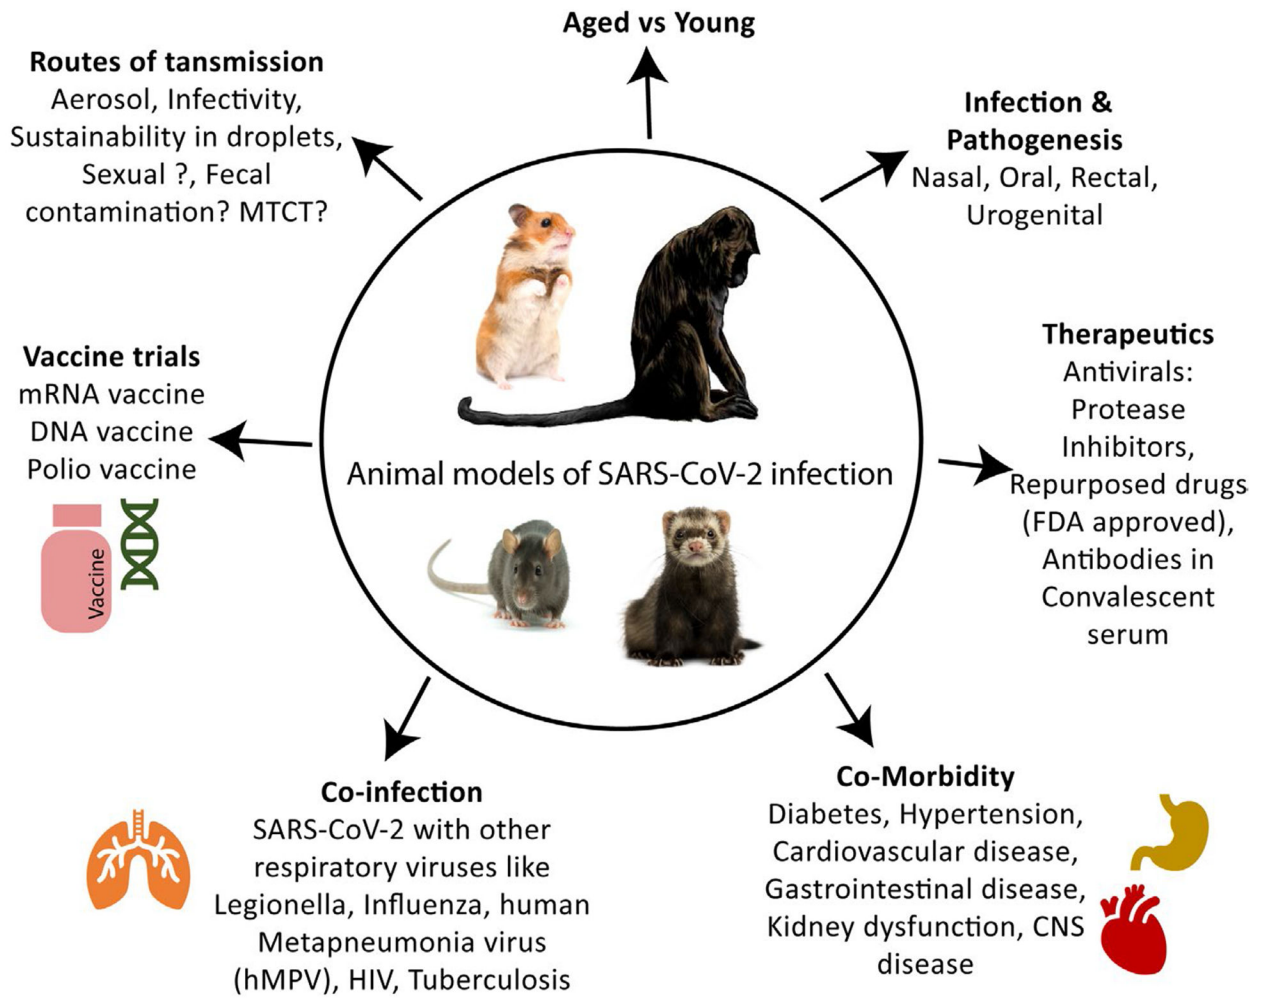 Aged vs Young
Routes of tansmission
Aerosol, Infectivity,
Sustainability in droplets,
Sexual ?, Fecal
contamination? MTCT?
Infection &
Pathogenesis
Nasal, Oral, Rectal,
Urogenital
Vaccine trials
mRNA vaccine
DNA vaccine
Polio vaccine
Vaccine
Animal models of SARS-CoV-2 infection
Therapeutics
Antivirals:
Protease
Inhibitors,
Repurposed drugs
(FDA approved),
Antibodies in
Convalescent
serum
Co-infection
SARS-CoV-2 with other
respiratory viruses like
Legionella, Influenza, human
Metapneumonia virus
(hMPV), HIV, Tuberculosis
Co-Morbidity
Diabetes, Hypertension,
Cardiovascular disease,
Gastrointestinal disease,
Kidney dysfunction, CNS
disease